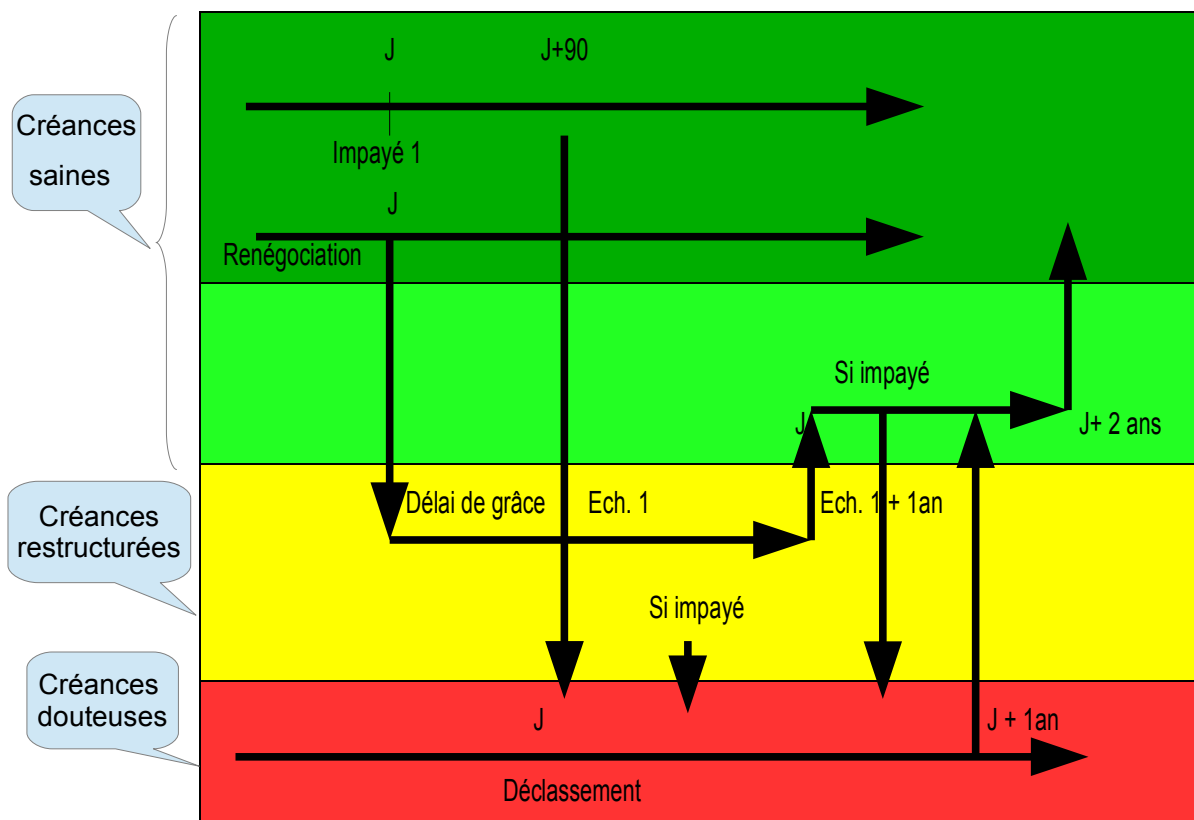 J
J+90
Créances
saines
Impayé 1
J
Renégociation
Si impayé
J
J+ 2 ans
Créances
restructurées
Délai de grâce
Ech. 1
Ech. 1 + 1an
Si impayé
Créances
douteuses
J
J + 1an
Déclassement